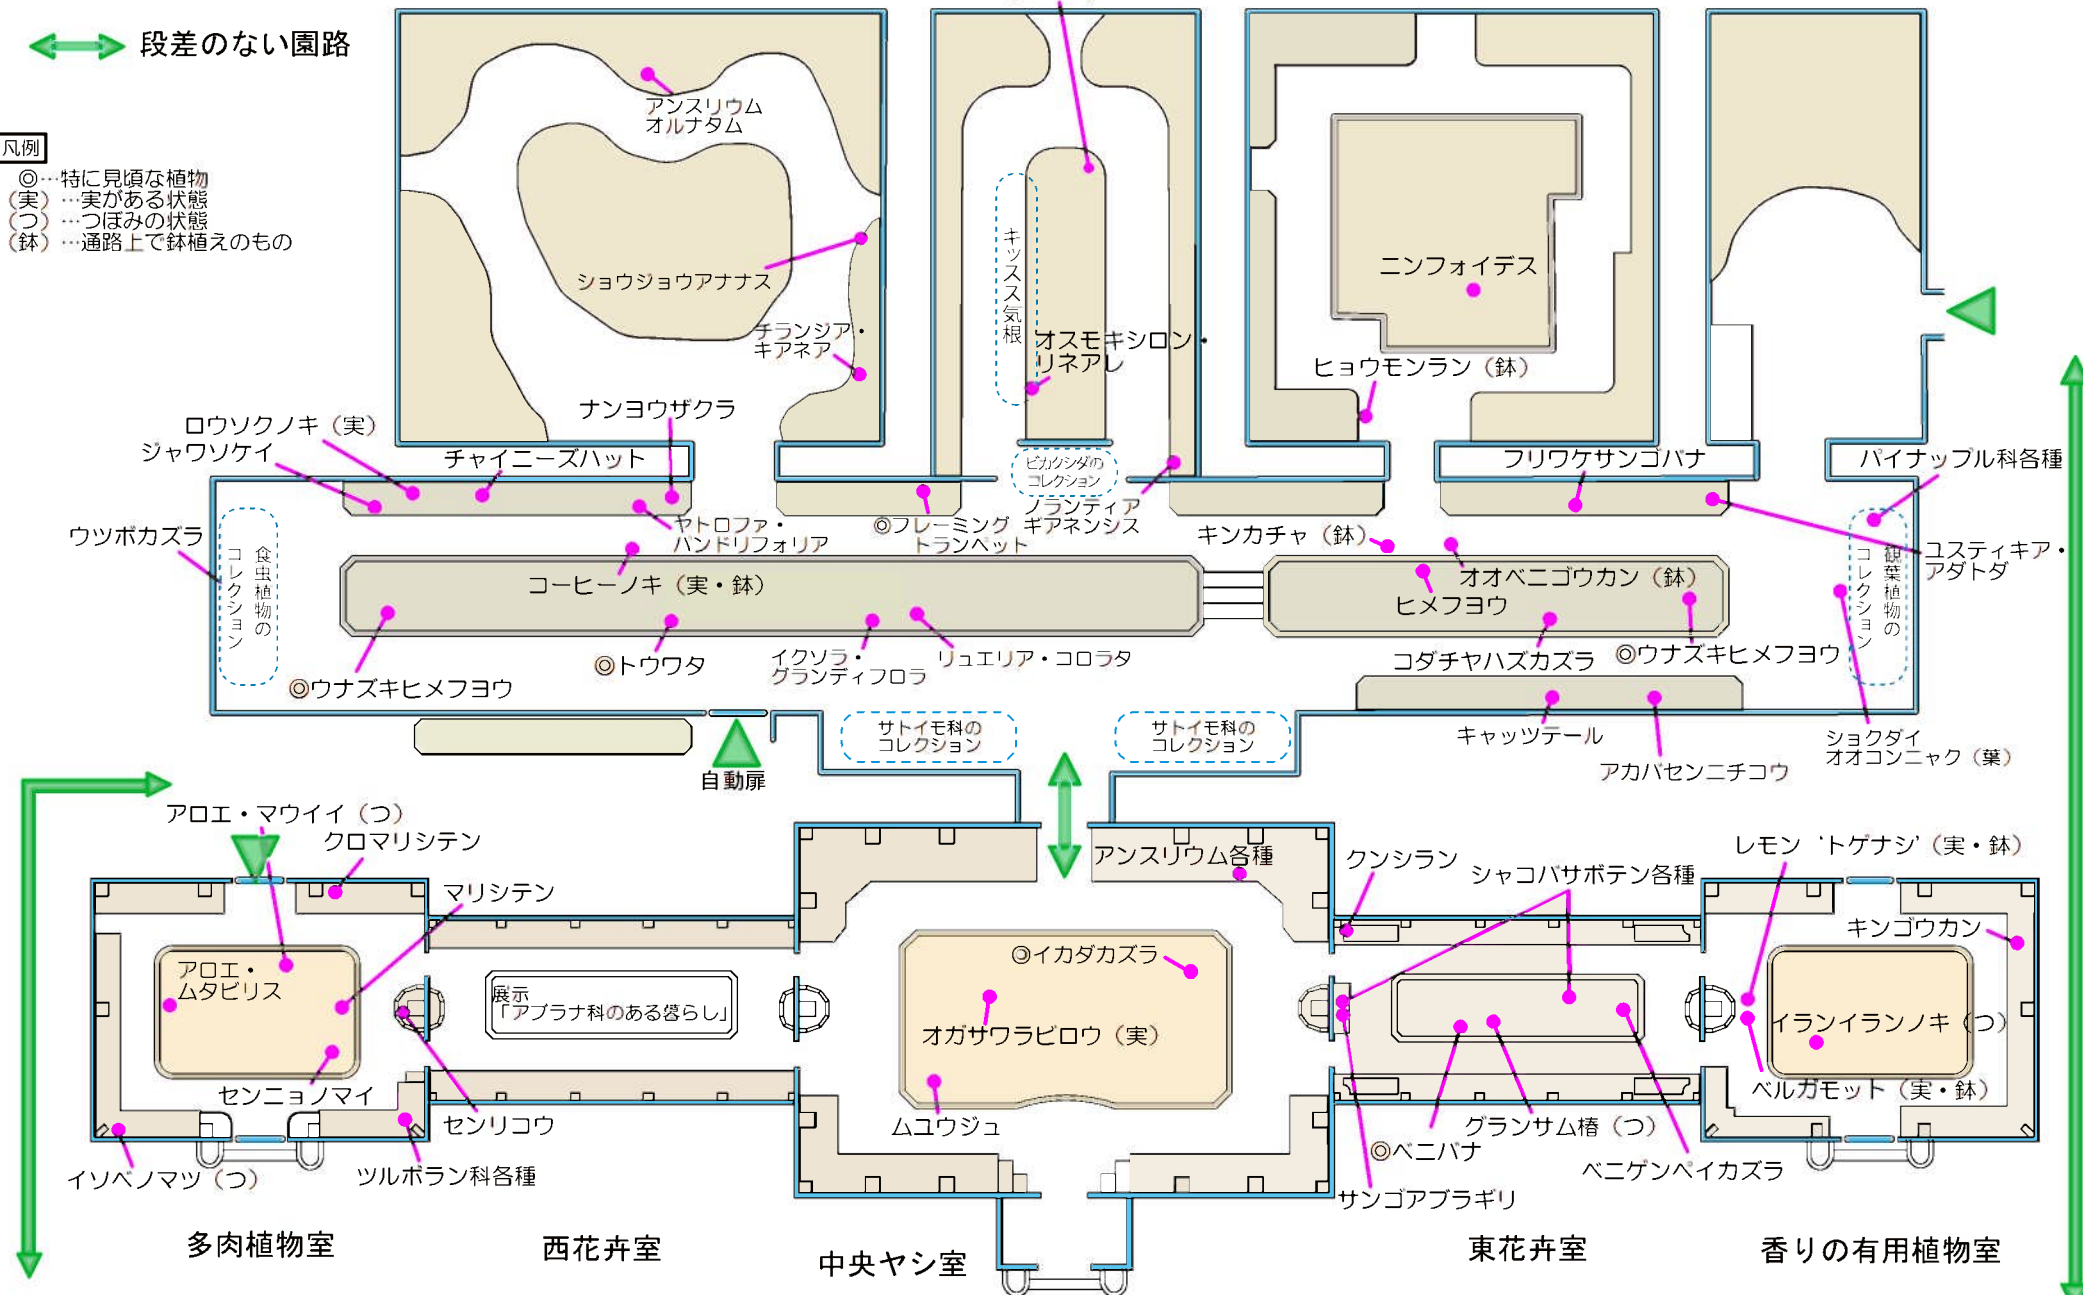 段差のない園路
凡例
◎…特に見頃な植物
(実)…実がある状態
(つ)…つぼみの状態
(鉢)…通路上で鉢植えのもの
アンスリウム
オルナタム
ショウジョウアナナス
チランジア・
キアネア
キッスス気根
オスモキシロン・
リネアレ
ニンフォイデス
ヒョウモンラン（鉢）
ロウソクノキ（実）
ジャワソケイ
チャイニーズハット
ナンヨウザクラ
ビカクシダの
コレクション
フリワケサンゴバナ
パイナップル科各種
ウツボカズラ
食虫植物の
コレクション
ヤトロファ・
パンドリフォリア
◎フレーミング
トランペット
ノランティア
ギアネンシス
キンカチャ（鉢）
コーヒーノキ（実・鉢）
オオベニゴウカン（鉢）
ヒメフヨウ
観葉植物の
コレクション
ユスティキア・
アダトダ
◎ウナズキヒメフヨウ
◎トウワタ
イクソラ・
グランディフロラ
リュエリア・コロラタ
コダチヤハズカズラ
◎ウナズキヒメフヨウ
サトイモ科の
コレクション
サトイモ科の
コレクション
キャッツテール
アカバセンニチコウ
ショクダイ
オオコンニャク（葉）
自動扉
アロエ・マウイイ（つ）
クロマリシテン
マリシテン
アンスリウム各種
クンシラン
シャコバサボテン各種
レモン ‘トゲナシ’（実・鉢）
キンゴウカン
アロエ・
ムタビリス
展示
「アブラナ科のある暮らし」
◎イカダカズラ
オガサワラビロウ（実）
イランイランノキ（つ）
センニョノマイ
センリコウ
ムユウジュ
グランサム椿（つ）
ベルガモット（実・鉢）
イソベノマツ（つ）
ツルボラン科各種
◎ベニバナ
ベニゲンペイカズラ
サンゴアブラギリ
多肉植物室
西花卉室
中央ヤシ室
東花卉室
香りの有用植物室